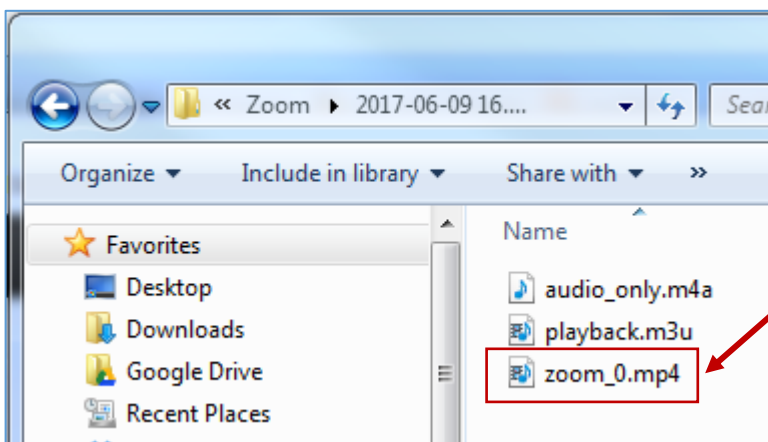 « Zoom 2017-06-09 16....
Organize Include in library Share with »
Favorites
Desktop
Downloads
Google Drive
Recent Places
Name
audio_only.m4a
playback.m3u
zoom_0.mp4